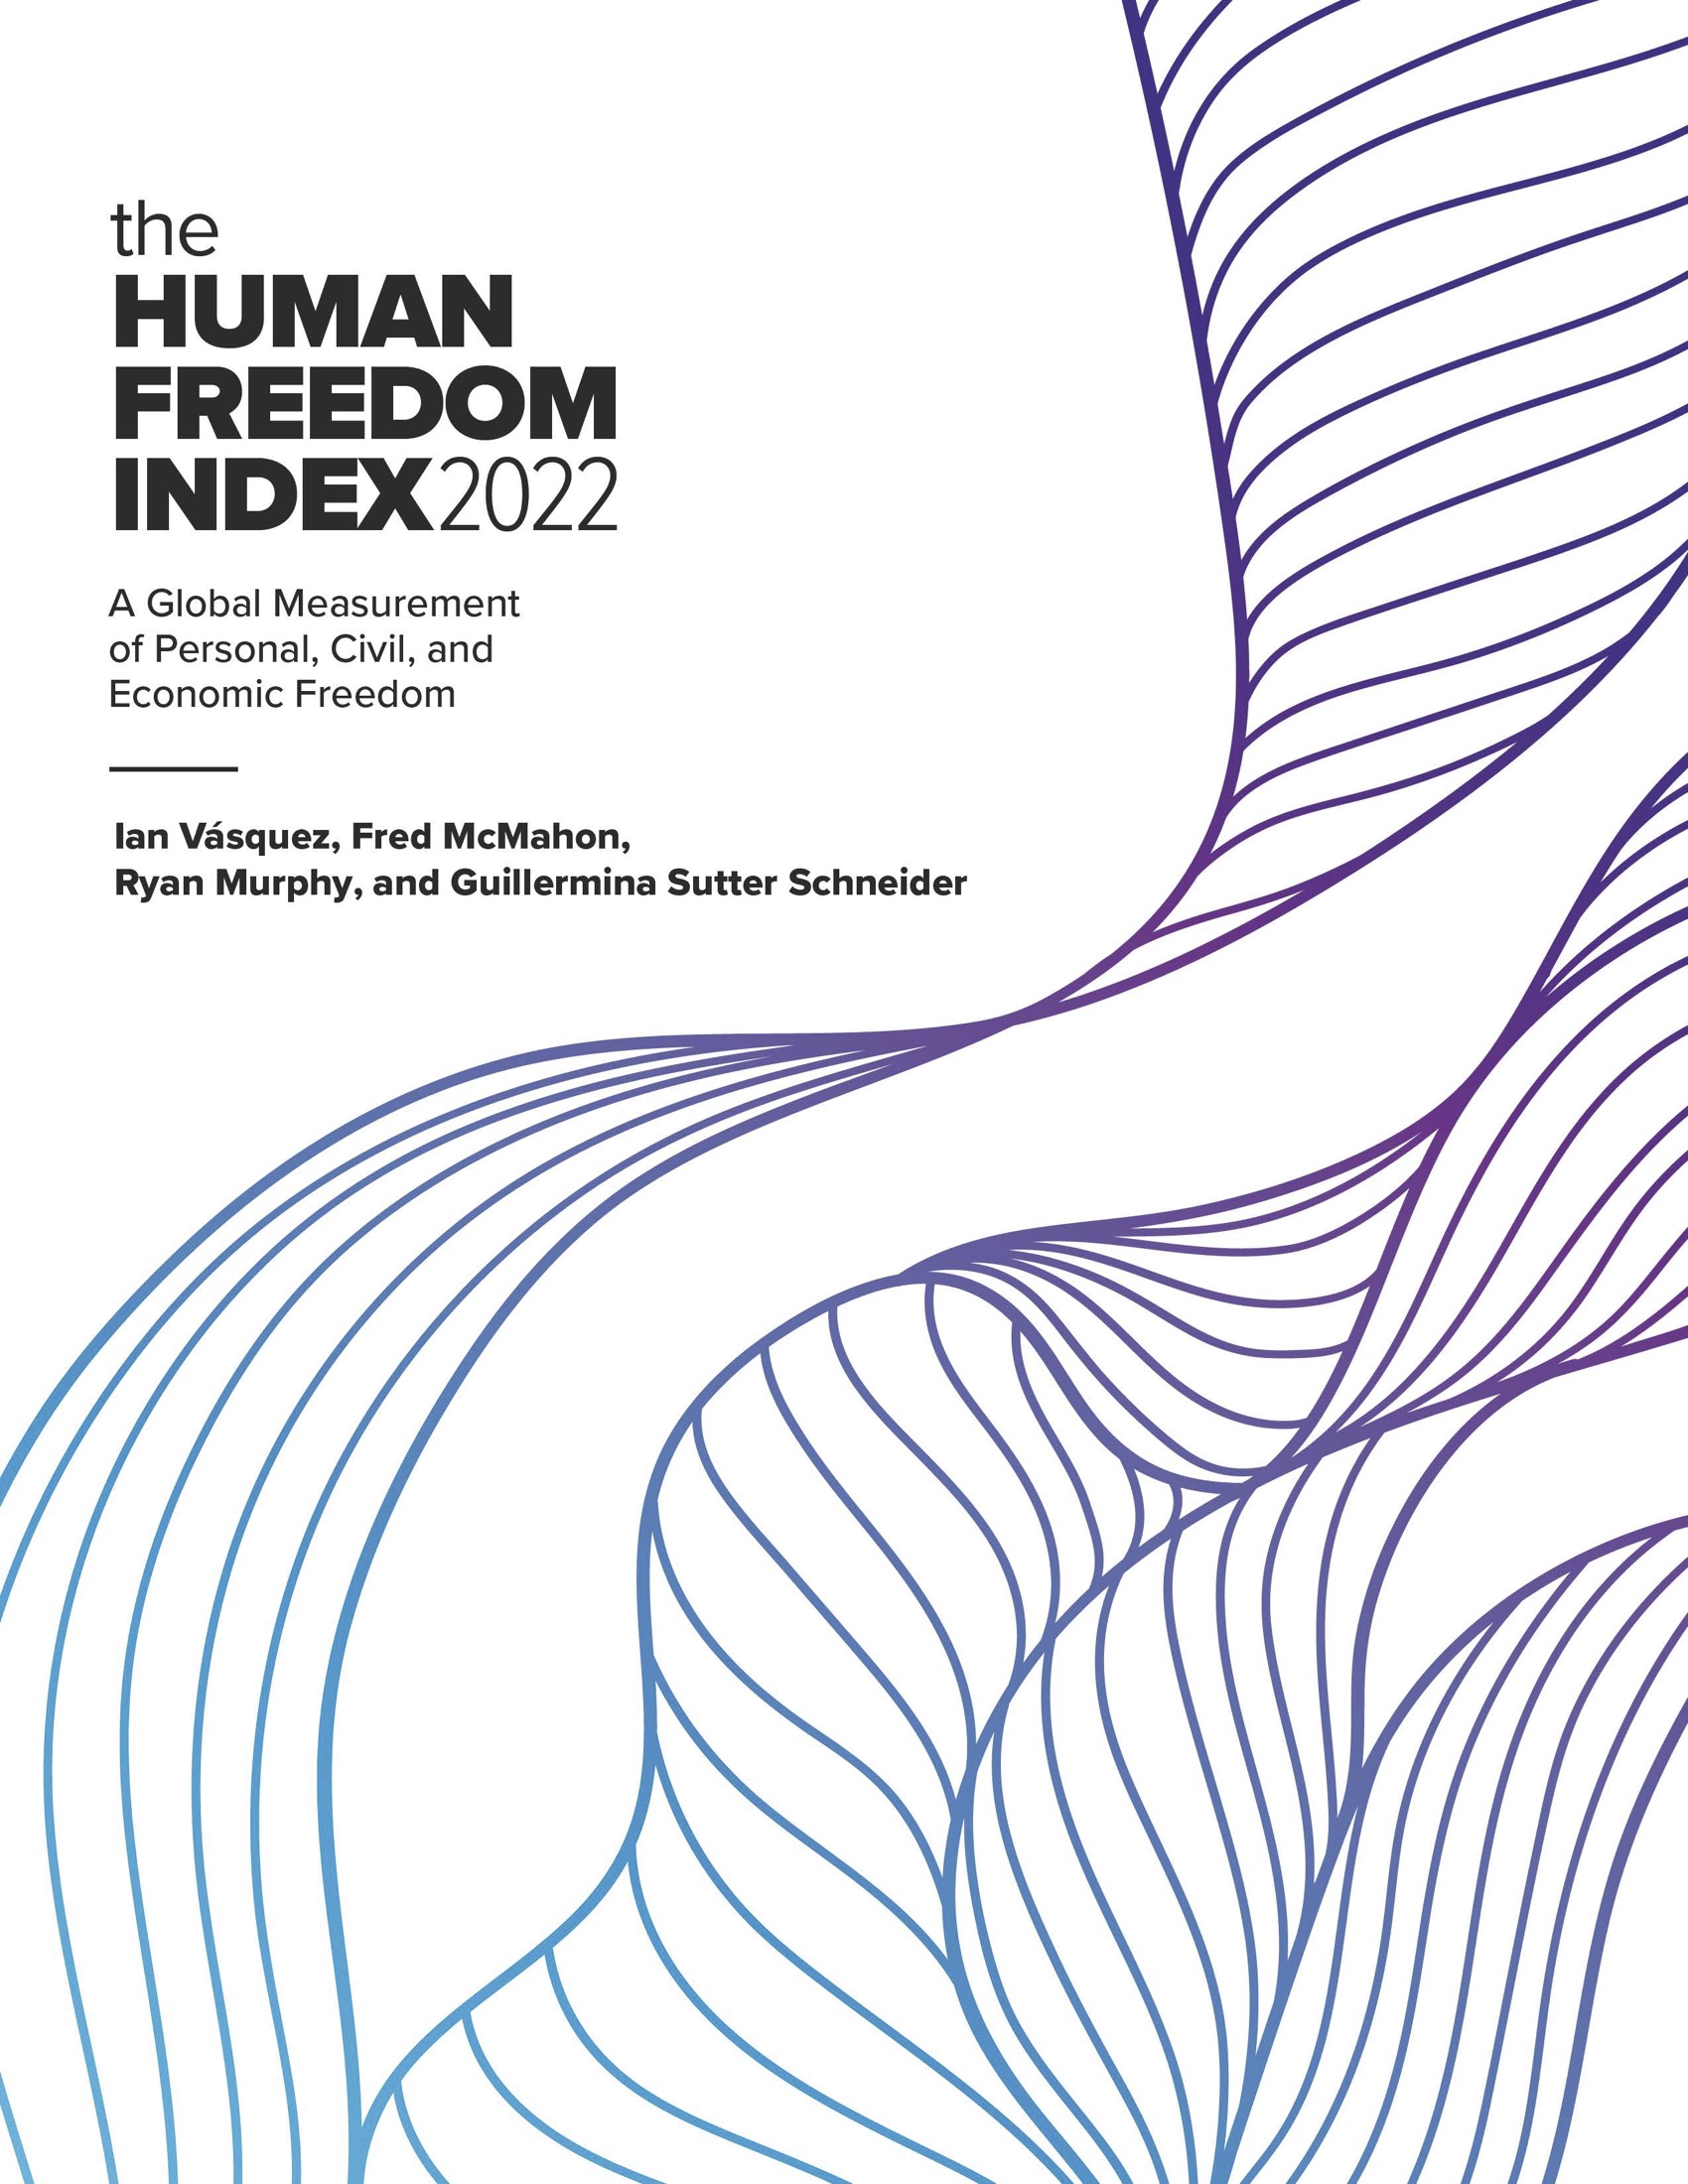 the
HUMAN
FREEDOM
INDEX2022
A Global Measurement
of Personal, Civil, and
Economic Freedom
Ian Vásquez, Fred McMahon,
Ryan Murphy, and Guillermina Sutter Schneider